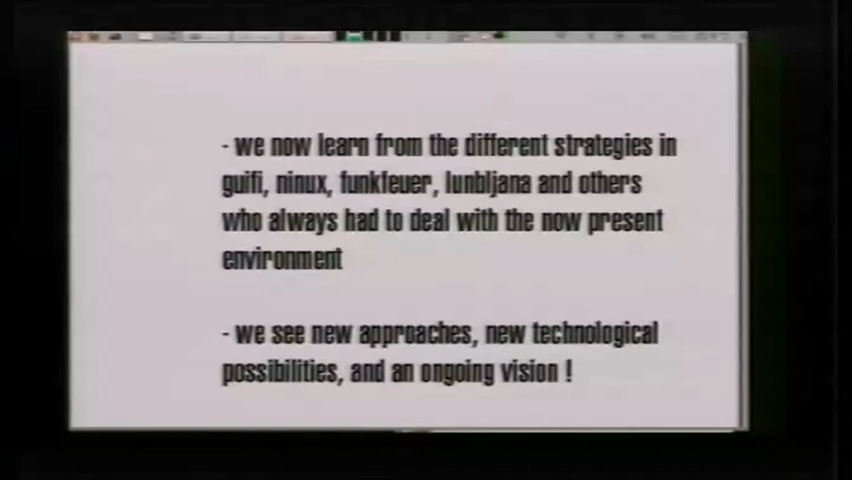 - we now learn from the different strategies in
guifi, ninux, funkfeuer, lunbljana and others
who always had to deal with the now present
environment
- we see new approaches, new technological
possibilities, and an ongoing vision !